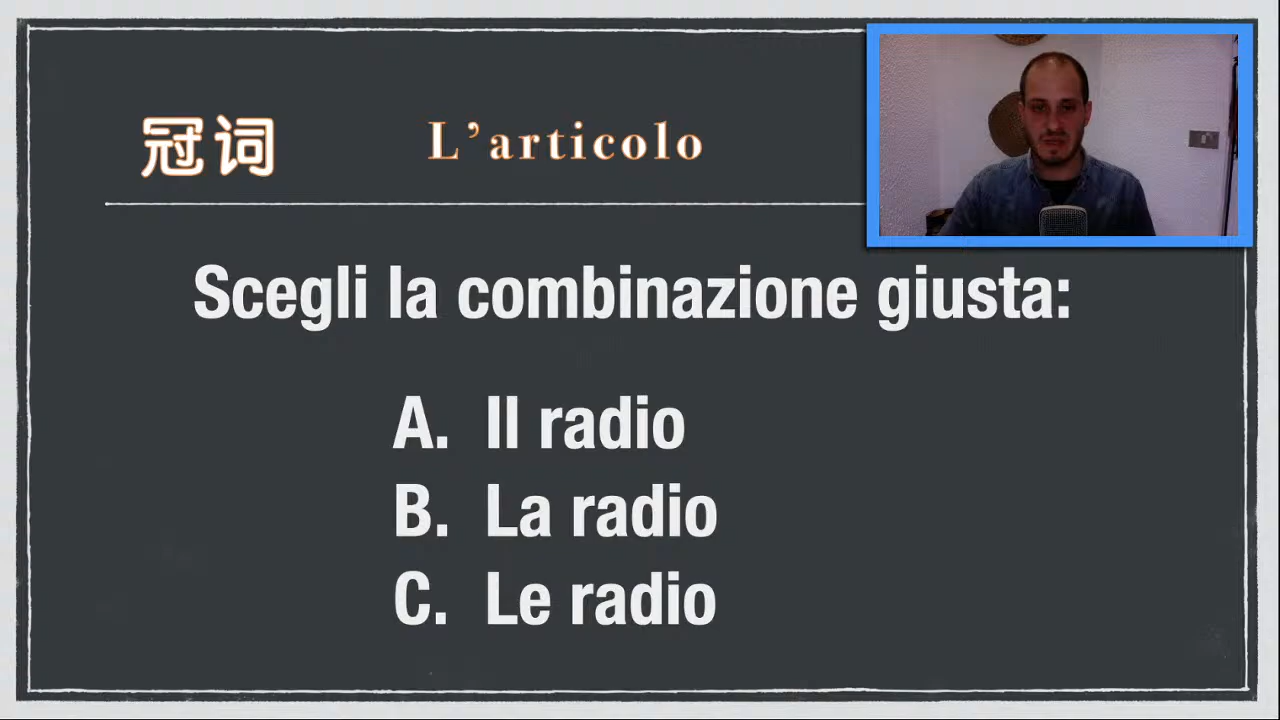 冠词 L’articolo
Scegli la combinazione giusta:
A. Il radio
B. La radio
C. Le radio